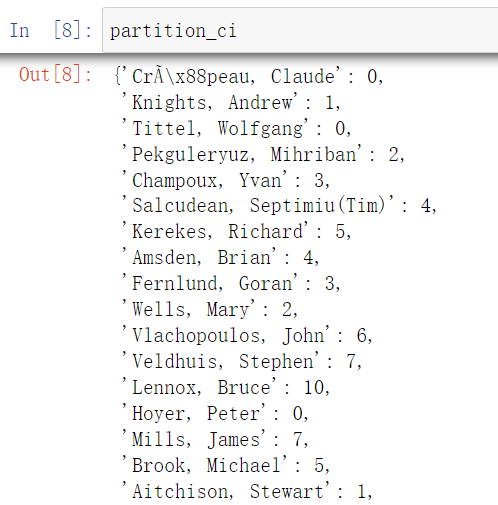 In [8]: partition_ci
Out[8]: {'CrÃ\x88peau, Claude': 0,
'Knights, Andrew': 1,
'Tittel, Wolfgang': 0,
'Pekguleryuz, Mihriban': 2,
'Champoux, Yvan': 3,
'Salcudean, Septimiu(Tim)': 4,
'Kerekes, Richard': 5,
'Amsden, Brian': 4,
'Fernlund, Goran': 3,
'Wells, Mary': 2,
'Vlachopoulos, John': 6,
'Veldhuis, Stephen': 7,
'Lennox, Bruce': 10,
'Hoyer, Peter': 0,
'Mills, James': 7,
'Brook, Michael': 5,
'Aitchison, Stewart': 1,